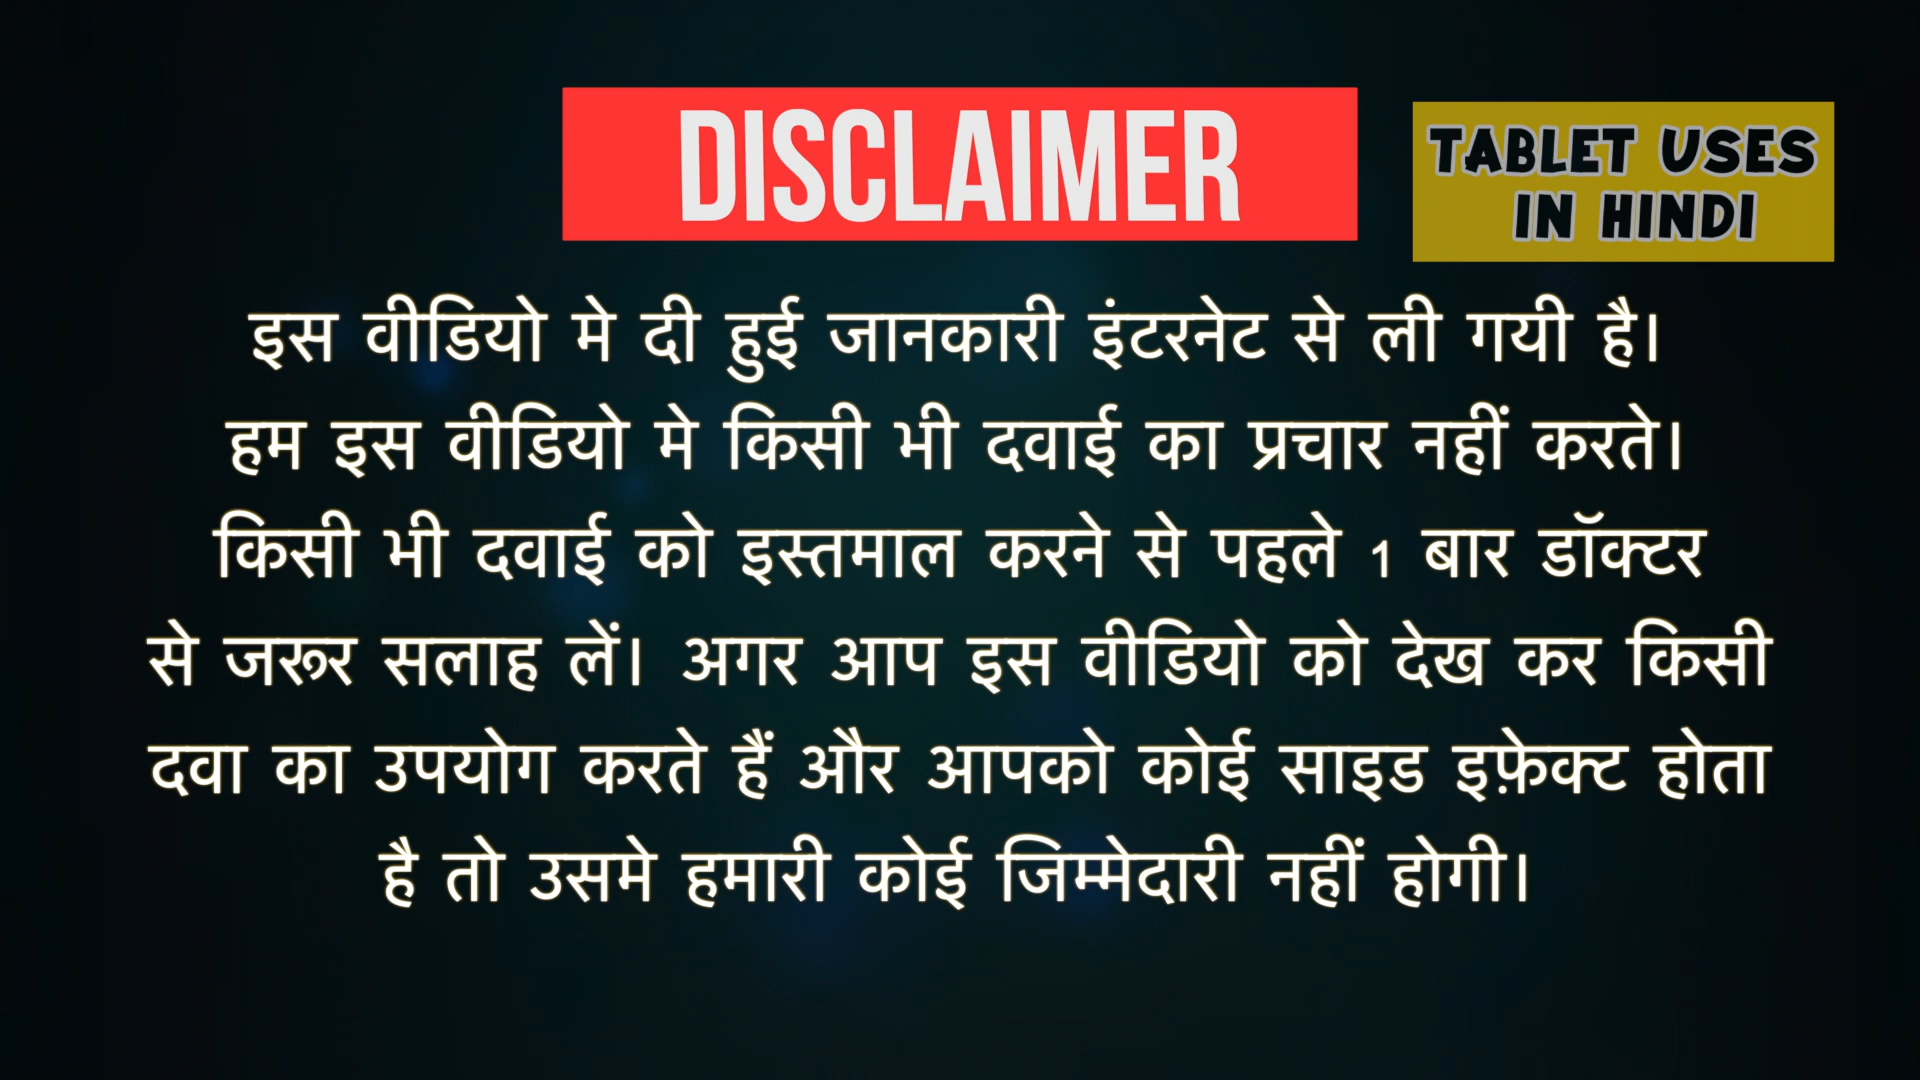 DISCLAIMER
TABLET USES
IN HINDI
इस वीडियो मे दी हुई जानकारी इंटरनेट से ली गयी है।
हम इस वीडियो मे किसी भी दवाई का प्रचार नहीं करते।
किसी भी दवाई को इस्तमाल करने से पहले 1 बार डॉक्टर
से जरूर सलाह लें। अगर आप इस वीडियो को देख कर किसी
दवा का उपयोग करते हैं और आपको कोई साइड इफ़ेक्ट होता
है तो उसमे हमारी कोई जिम्मेदारी नहीं होगी।